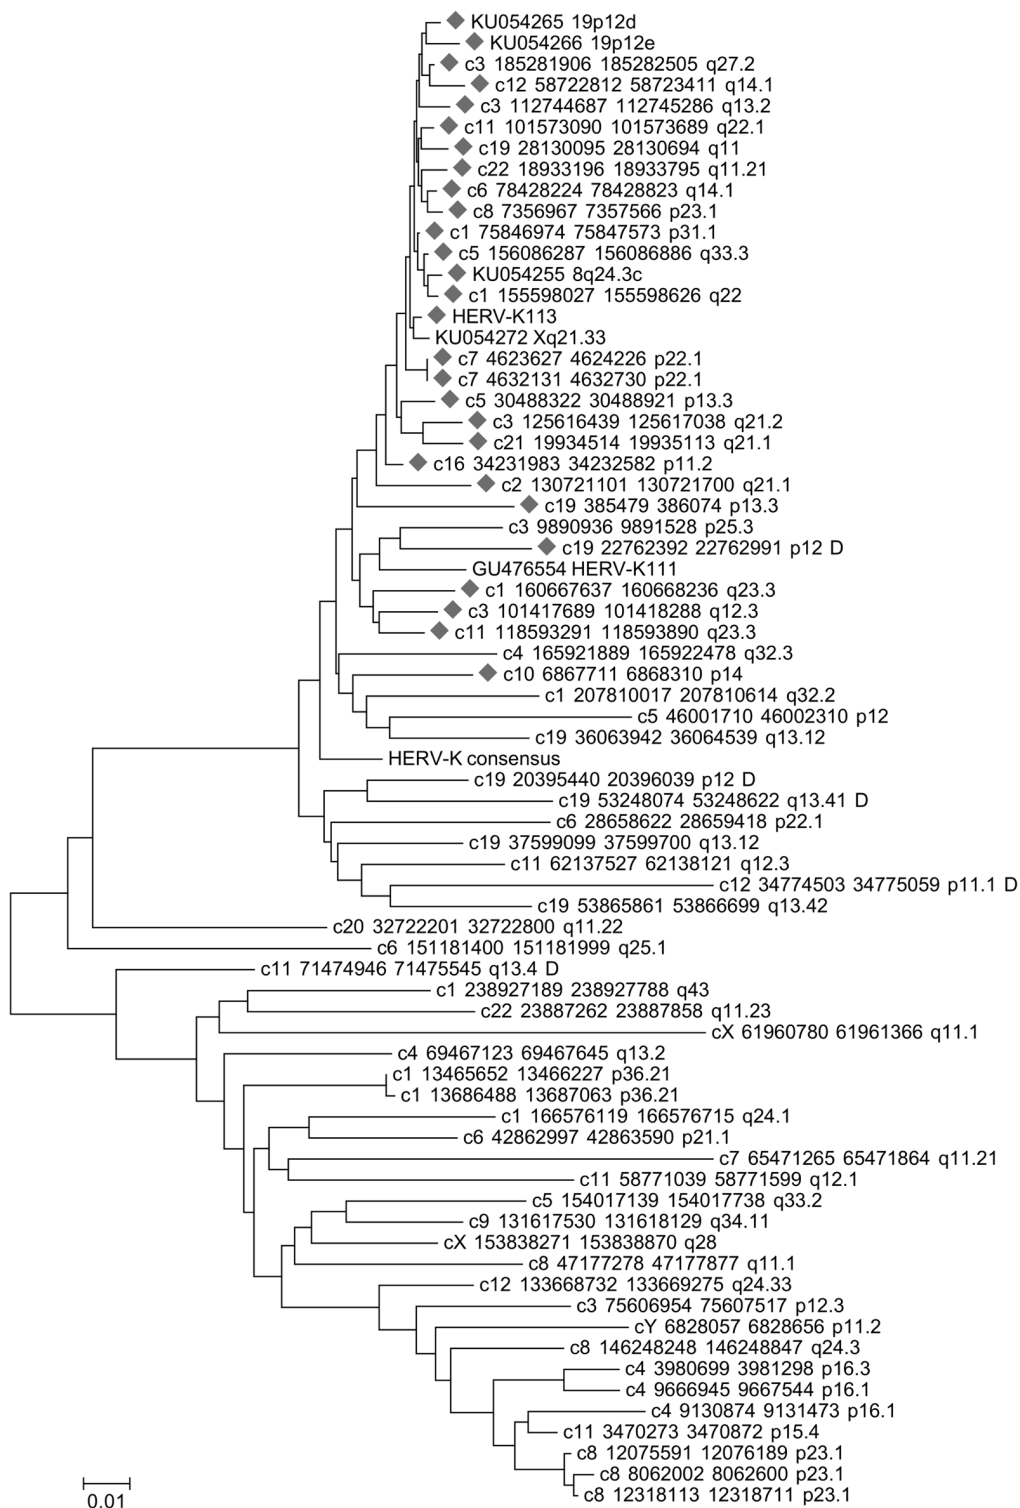 KU054265 19p12d
KU054266 19p12e
c3 185281906 185282505 q27.2
c12 58722812 58723411 q14.1
c3 112744687 112745286 q13.2
c11 101573090 101573689 q22.1
c19 28130095 28130694 q11
c22 18933196 18933795 q11.21
c6 78428224 78428823 q14.1
c8 7356967 7357566 p23.1
c1 75846974 75847573 p31.1
c5 156086287 156086886 q33.3
KU054255 8q24.3c
c1 155598027 155598626 q22
HERV-K113
KU054272 Xq21.33
c7 4623627 4624226 p22.1
c7 4632131 4632730 p22.1
c5 30488322 30488921 p13.3
c3 125616439 125617038 q21.2
c21 19934514 19935113 q21.1
c16 34231983 34232582 p11.2
c2 130721101 130721700 q21.1
c19 385479 386074 p13.3
c3 9890936 9891528 p25.3
c19 22762392 22762991 p12 D
GU476554 HERV-K111
c1 160667637 160668236 q23.3
c3 101417689 101418288 q12.3
c11 118593291 118593890 q23.3
c4 165921889 165922478 q32.3
c10 6867711 6868310 p14
c1 207810017 207810614 q32.2
c5 46001710 46002310 p12
c19 36063942 36064539 q13.12
HERV-K consensus
c19 20395440 20396039 p12 D
c19 53248074 53248622 q13.41 D
c6 28658622 28659418 p22.1
c19 37599099 37599700 q13.12
c11 62137527 62138121 q12.3
c12 34774503 34775059 p11.1 D
c19 53865861 53866699 q13.42
c20 32722201 32722800 q11.22
c6 151181400 151181999 q25.1
c11 71474946 71475545 q13.4 D
c1 238927189 238927788 q43
c22 23887262 23887858 q11.23
cX 61960780 61961366 q11.1
c4 69467123 69467645 q13.2
c1 13465652 13466227 p36.21
c1 13686488 13687063 p36.21
c1 166576119 166576715 q24.1
c6 42862997 42863590 p21.1
c7 65471265 65471864 q11.21
c11 58771039 58771599 q12.1
c5 154017139 154017738 q33.2
c9 131617530 131618129 q34.11
cX 153838271 153838870 q28
c8 47177278 47177877 q11.1
c12 133668732 133669275 q24.33
c3 75606954 75607517 p12.3
cY 6828057 6828656 p11.2
c8 146248248 146248847 q24.3
c4 3980699 3981298 p16.3
c4 9666945 9667544 p16.1
c4 9130874 9131473 p16.1
c11 3470273 3470872 p15.4
c8 12075591 12076189 p23.1
c8 8062002 8062600 p23.1
c8 12318113 12318711 p23.1
0.01